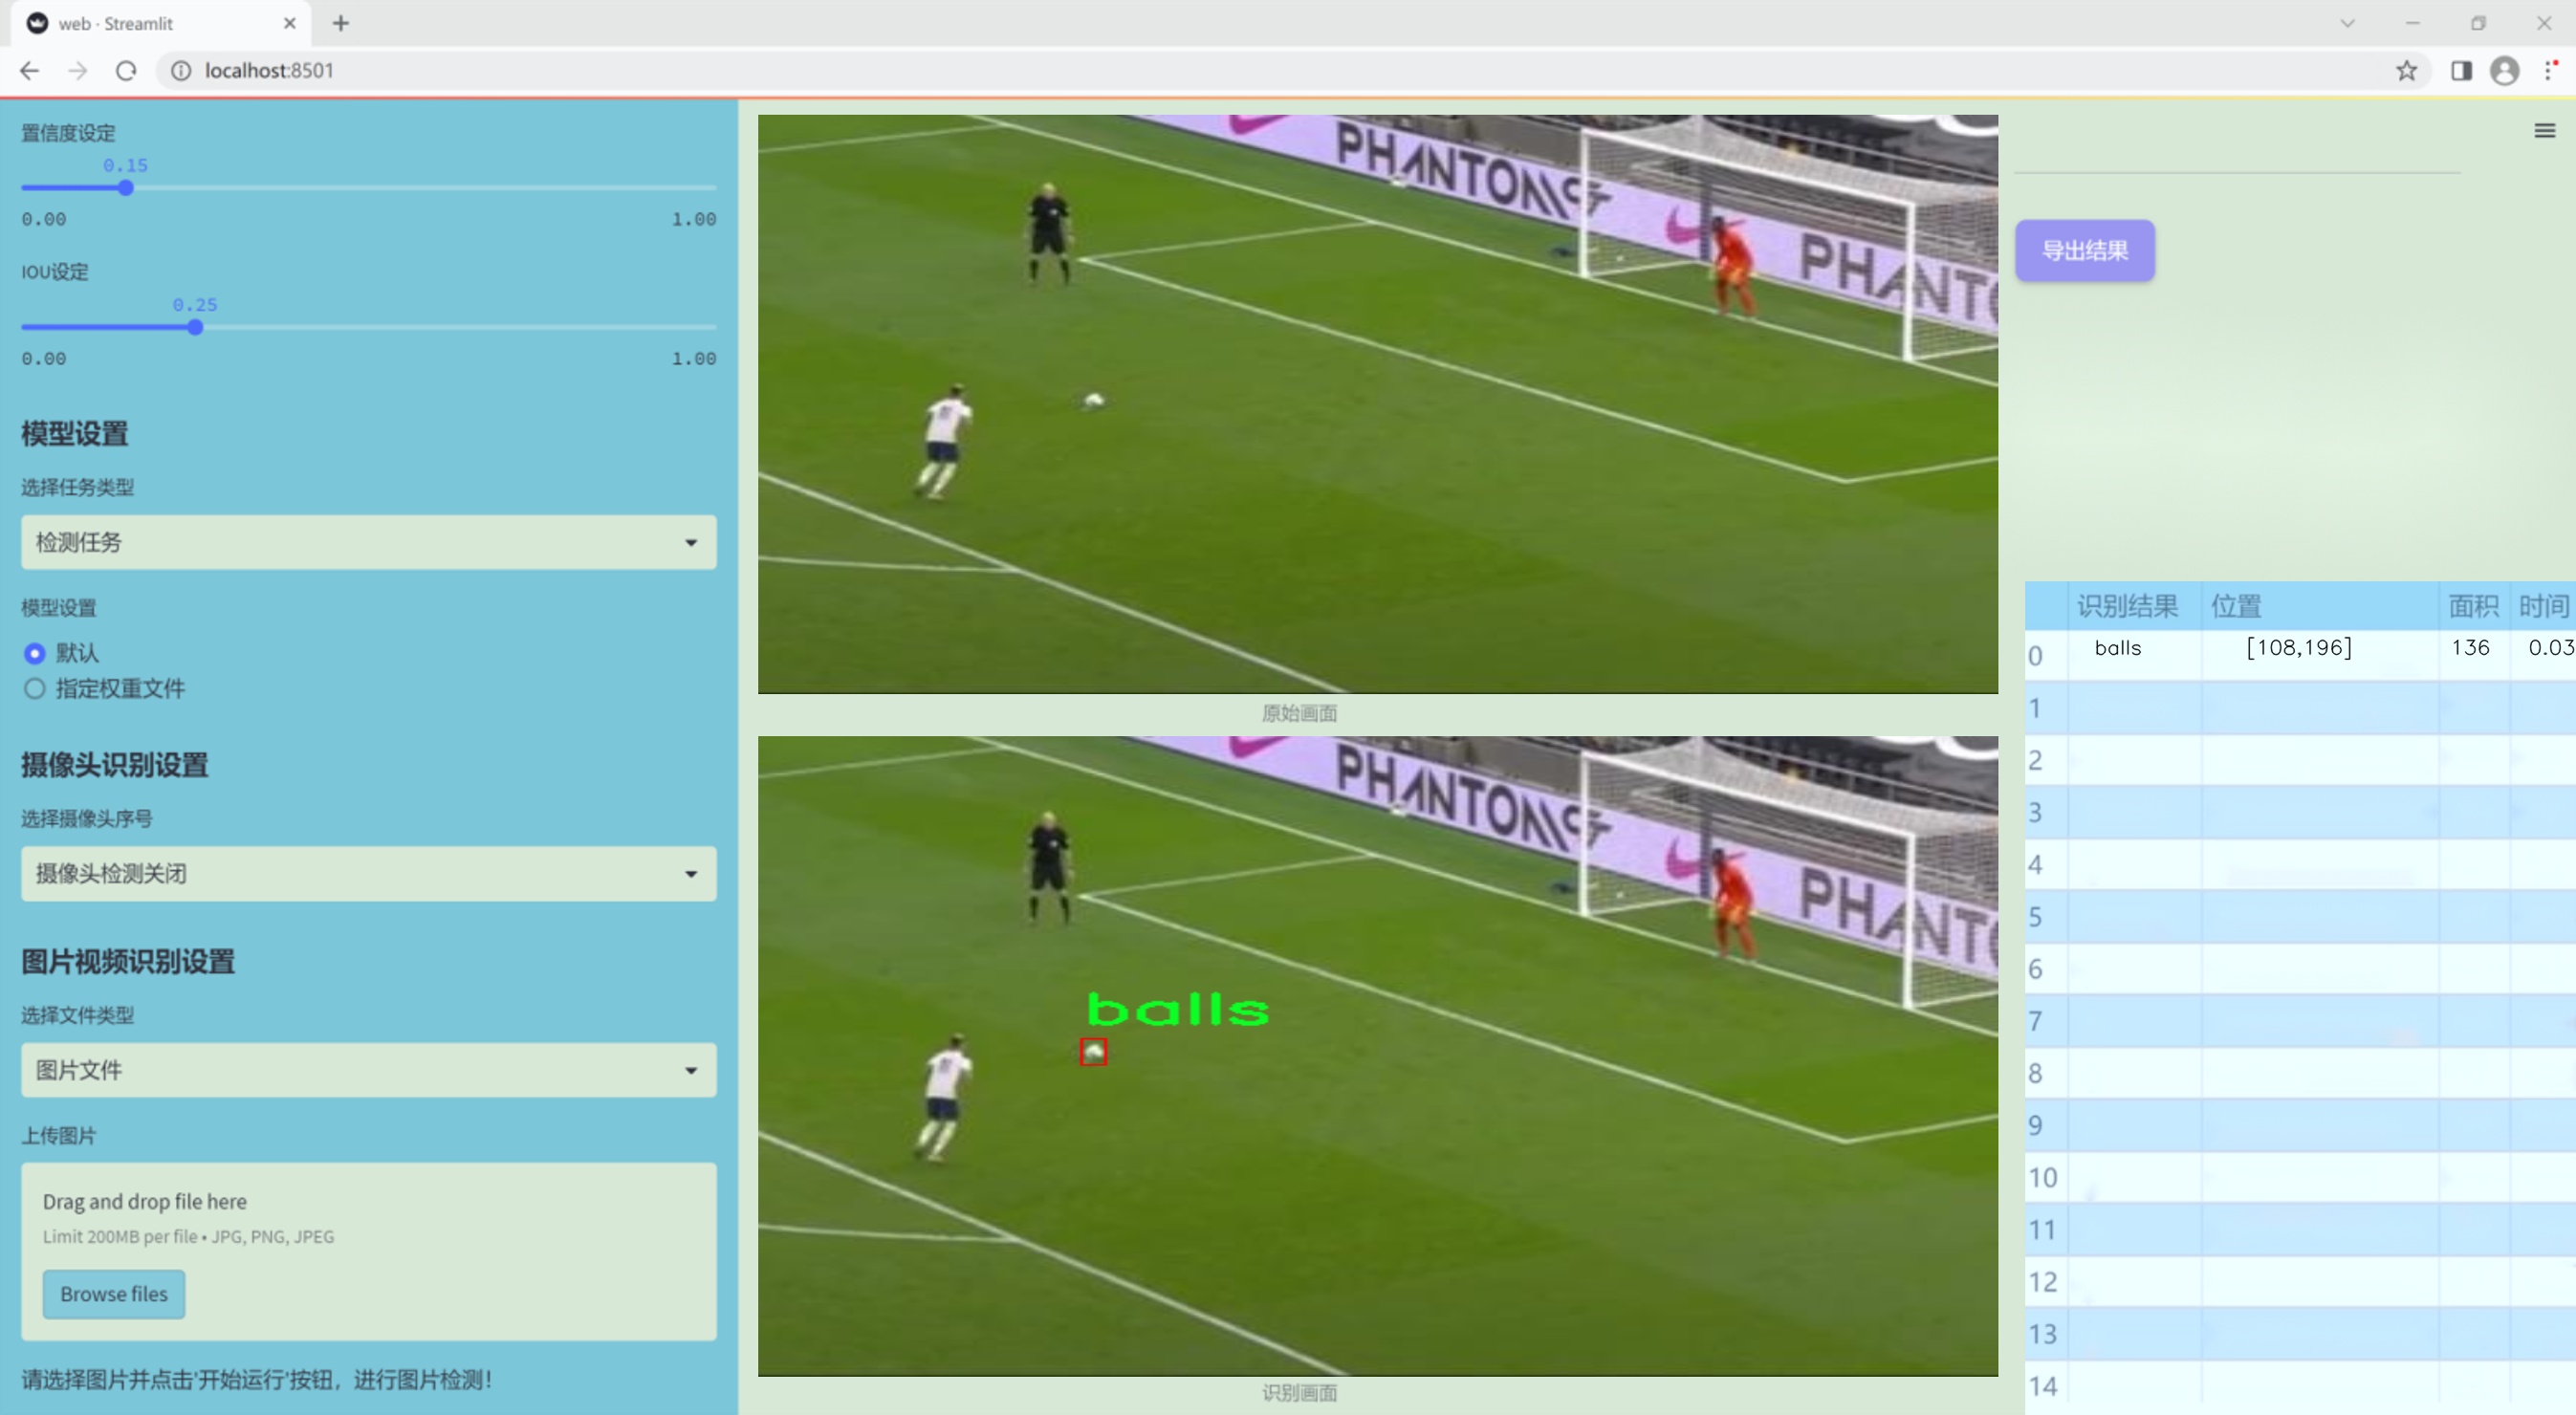 web · Streamlit
localhost:8501
置信度设定
0.15
0.00 1.00
IOU设定
0.25
0.00 1.00
模型设置
选择任务类型
检测任务
模型设置
默认
指定权重文件
摄像头识别设置
选择摄像头序号
摄像头检测关闭
图片视频识别设置
选择文件类型
图片文件
上传图片
Drag and drop file here
Limit 200MB per file • JPG, PNG, JPEG
Browse files
请选择图片并点击'开始运行'按钮，进行图片检测!
PHANTOM
PHANT
原始画面
PHANTOM
PHANT
balls
识别画面
导出结果
识别结果 位置 面积 时间
0 balls [108,196] 136 0.03
1
2
3
4
5
6
7
8
9
10
11
12
13
14